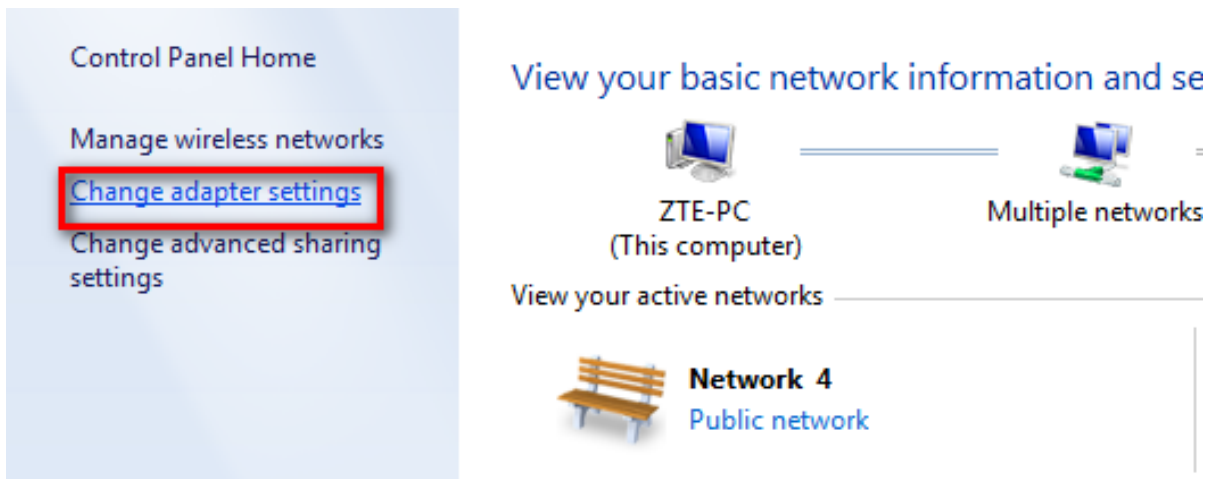 Control Panel Home
Manage wireless networks
Change adapter settings
Change advanced sharing
settings
View your basic network information and se
ZTE-PC
(This computer)
Multiple networks
View your active networks
Network 4
Public network